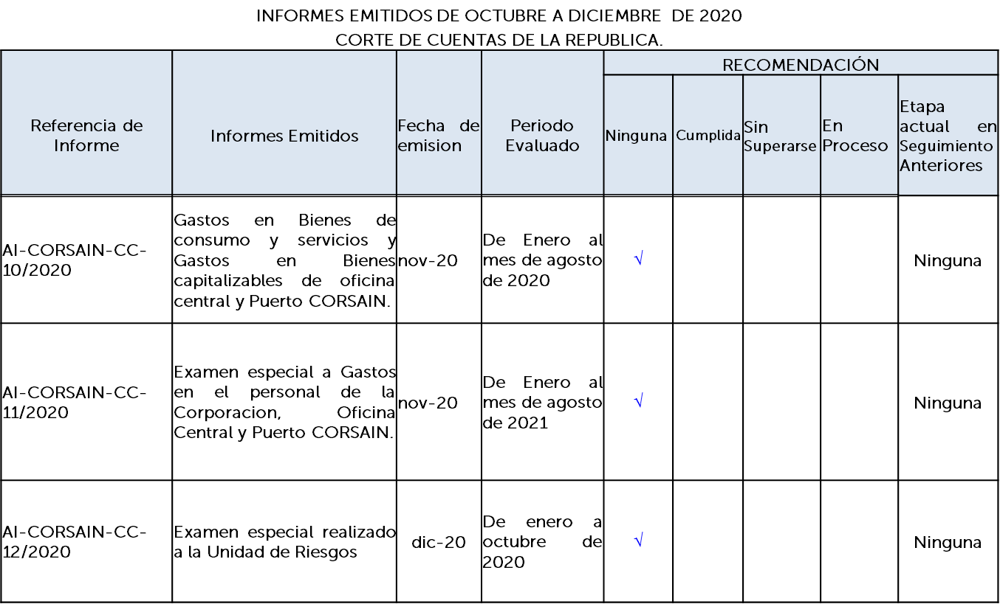 INFORMES EMITIDOS DE OCTUBRE A DICIEMBRE DE 2020
CORTE DE CUENTAS DE LA REPUBLICA.
RECOMENDACIÓN
Referencia de
Informe
Informes Emitidos
Fecha de
emision
Periodo
Evaluado
Ninguna
Cumplida
Sin
Superarse
En
Proceso
Etapa
actual en
Seguimiento
Anteriores
AI-CORSAIN-CC-
10/2020
Gastos en Bienes de
consumo y servicios y
Gastos en Bienes
capitalizables de oficina
central y Puerto CORSAIN.
nov-20
De Enero al
mes de agosto
de 2020
√
Ninguna
AI-CORSAIN-CC-
11/2020
Examen especial a Gastos
en el personal de la
Corporacion, Oficina
Central y Puerto CORSAIN.
nov-20
De Enero al
mes de agosto
de 2021
√
Ninguna
AI-CORSAIN-CC-
12/2020
Examen especial realizado
a la Unidad de Riesgos
dic-20
De enero a
octubre de
2020
√
Ninguna